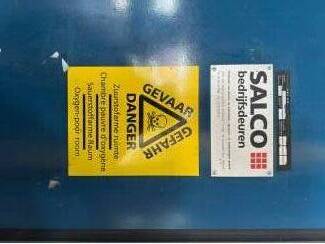 GEVAAR
GEFAHR
DANGER
Zuurstofarme ruimte
Chambre pauvre d'oxygène
Sauerstoffarme Raum
Oxygen-poor room
SALCO
bedrijfsdeuren